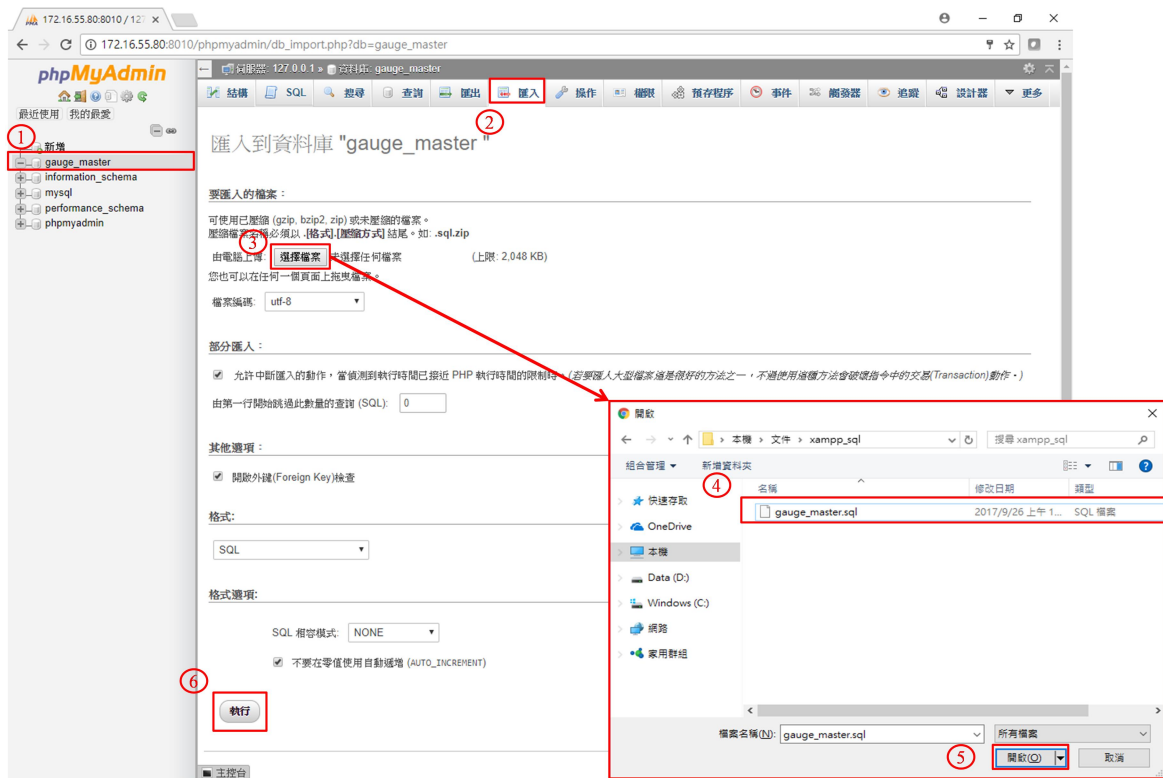 172.16.55.80:8010 / 127
172.16.55.80:8010/phpmyadmin/db_import.php?db=gauge_master
phpMyAdmin
最近使用 我的最愛
①
新增
gauge_master
information_schema
mysql
performance_schema
phpmyadmin
伺服器: 127.0.0.1 » 資料庫: gauge_master
結構 SQL 搜尋 查詢 匯出 匯入 操作 權限 預存程序 事件 觸發器 追蹤 設計器 更多
②
匯入到資料庫 "gauge_master "
要匯入的檔案：
可使用已壓縮 (gzip, bzip2, zip) 或未壓縮的檔案。
壓縮檔案名稱必須以 .[格式].[壓縮方式] 結尾。如: .sql.zip
③
由電腦上傳: 選擇檔案 未選擇任何檔案 (上限: 2,048 KB)
您也可以在任何一個頁面上拖曳檔案。
檔案編碼: utf-8
部分匯入：
允許中斷匯入的動作，當偵測到執行時間已接近 PHP 執行時間的限制時。(若要匯入大型檔案這是很好的方法之一，不過使用這種方法會破壞指令中的交易(Transaction)動作。)
由第一行開始跳過此數量的查詢 (SQL): 0
其他選項：
開啟外鍵(Foreign Key)檢查
格式:
SQL
格式選項:
SQL 相容模式: NONE
不要在零值使用自動遞增 (AUTO_INCREMENT)
⑥
執行
主控台
開啟
本機 › 文件 › xampp_sql
搜尋 xampp_sql
組合管理 新增資料夾
④
名稱 修改日期 類型
gauge_master.sql 2017/9/26 上午 1... SQL 檔案
快速存取
OneDrive
本機
Data (D:)
Windows (C:)
網路
家用群組
檔案名稱(N): gauge_master.sql 所有檔案
⑤
開啟(O) 取消